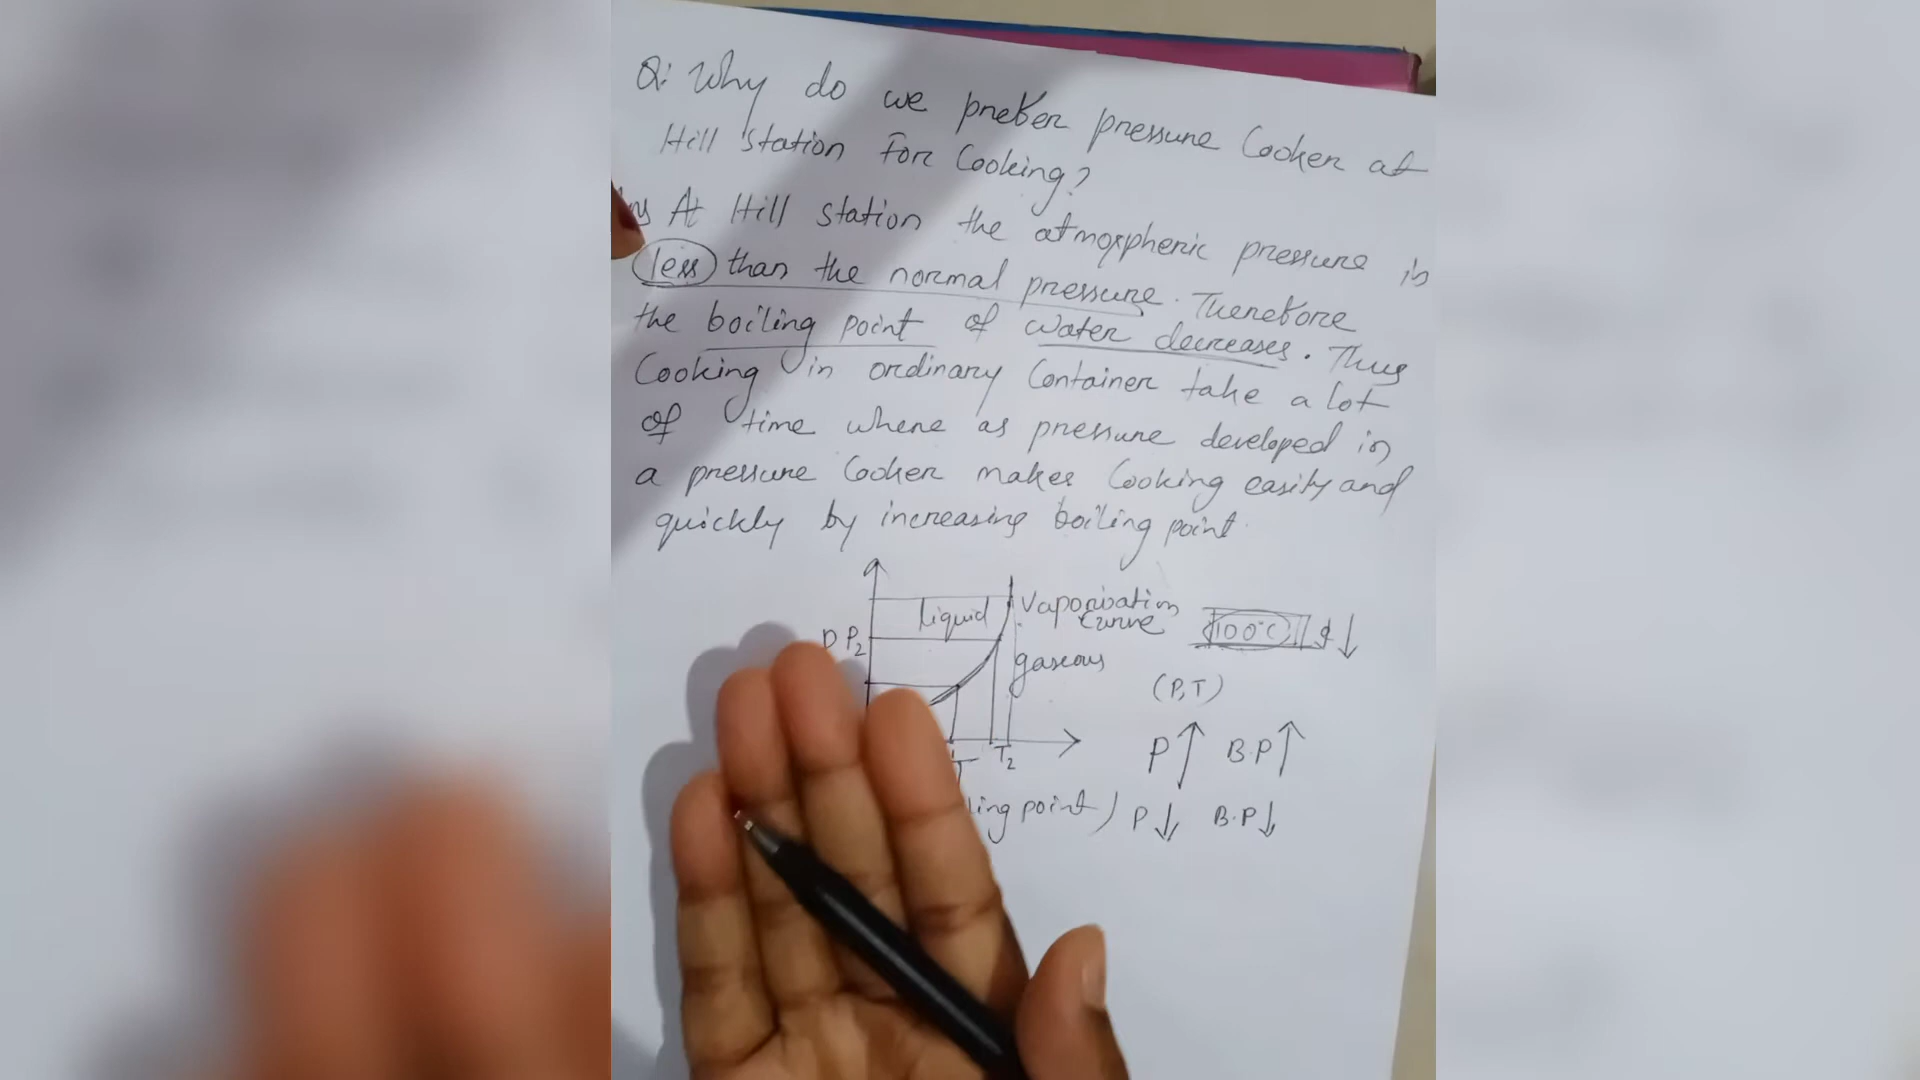 Q: Why do we prefer pressure Cooker at
Hill station For Cooking?
At Hill station the atmospheric pressure is
less than the normal pressure. Therefore
the boiling point of water decreases. Thus
Cooking in ordinary Container take a lot
of time where as pressure developed in
a pressure Cooker makes Cooking easily and
quickly by increasing boiling point.
liquid Vaporisation
Curve 100°C ↓
P₂
gaseous
(P,T)
P↑ B.P↑
T₂
T
point) P↓ B.P↓